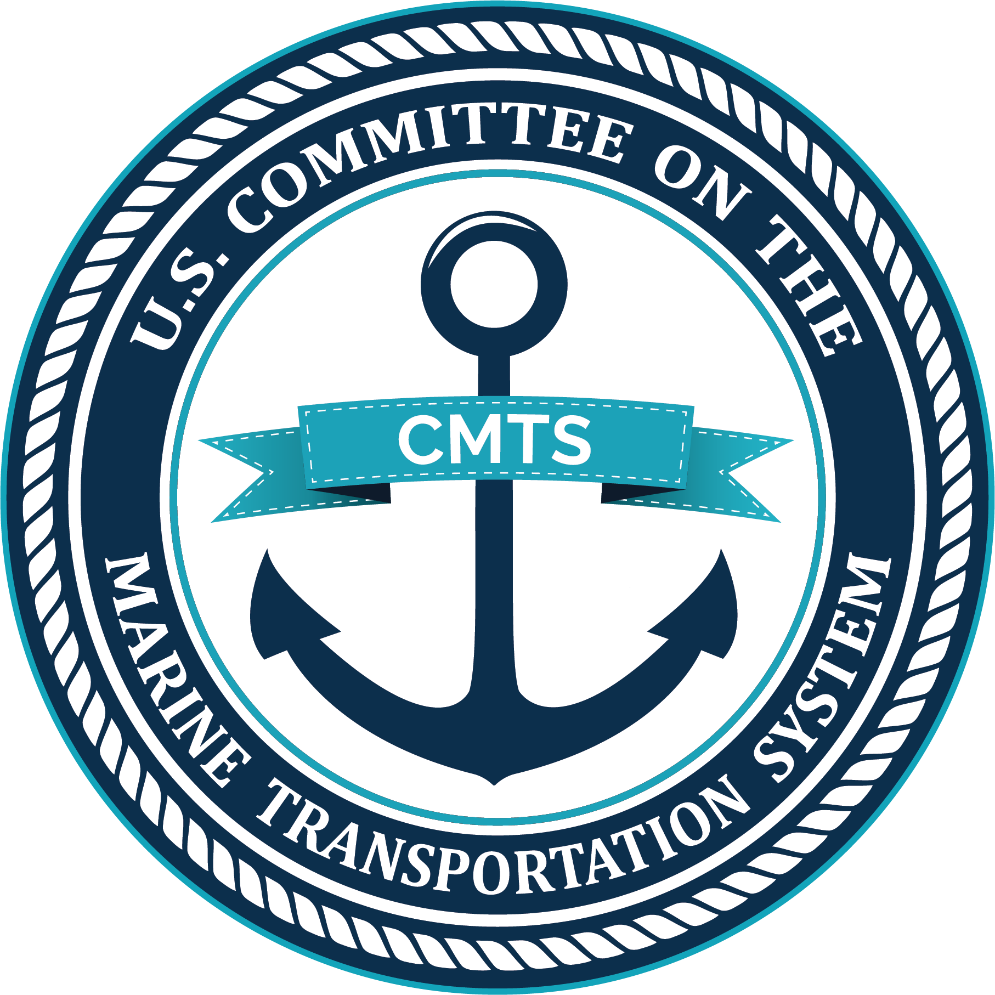 U.S. COMMITTEE ON THE
CMTS
MARINE TRANSPORTATION SYSTEM